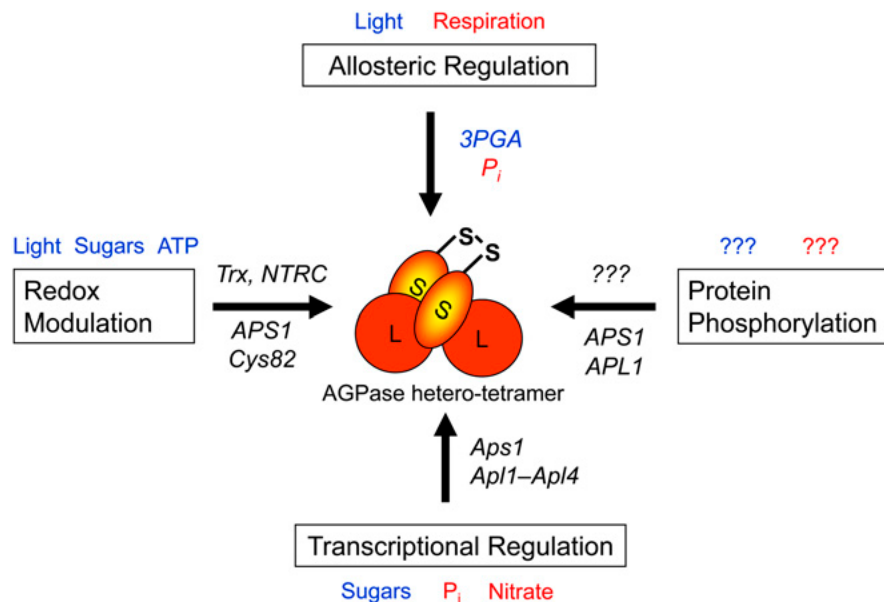 Light Respiration
Allosteric Regulation
3PGA
Pi
Light Sugars ATP
Redox
Modulation
Trx, NTRC
APS1
Cys82
S
S
S
S
L
L
AGPase hetero-tetramer
??? ???
Protein
Phosphorylation
???
APS1
APL1
Aps1
Apl1–Apl4
Transcriptional Regulation
Sugars Pi Nitrate